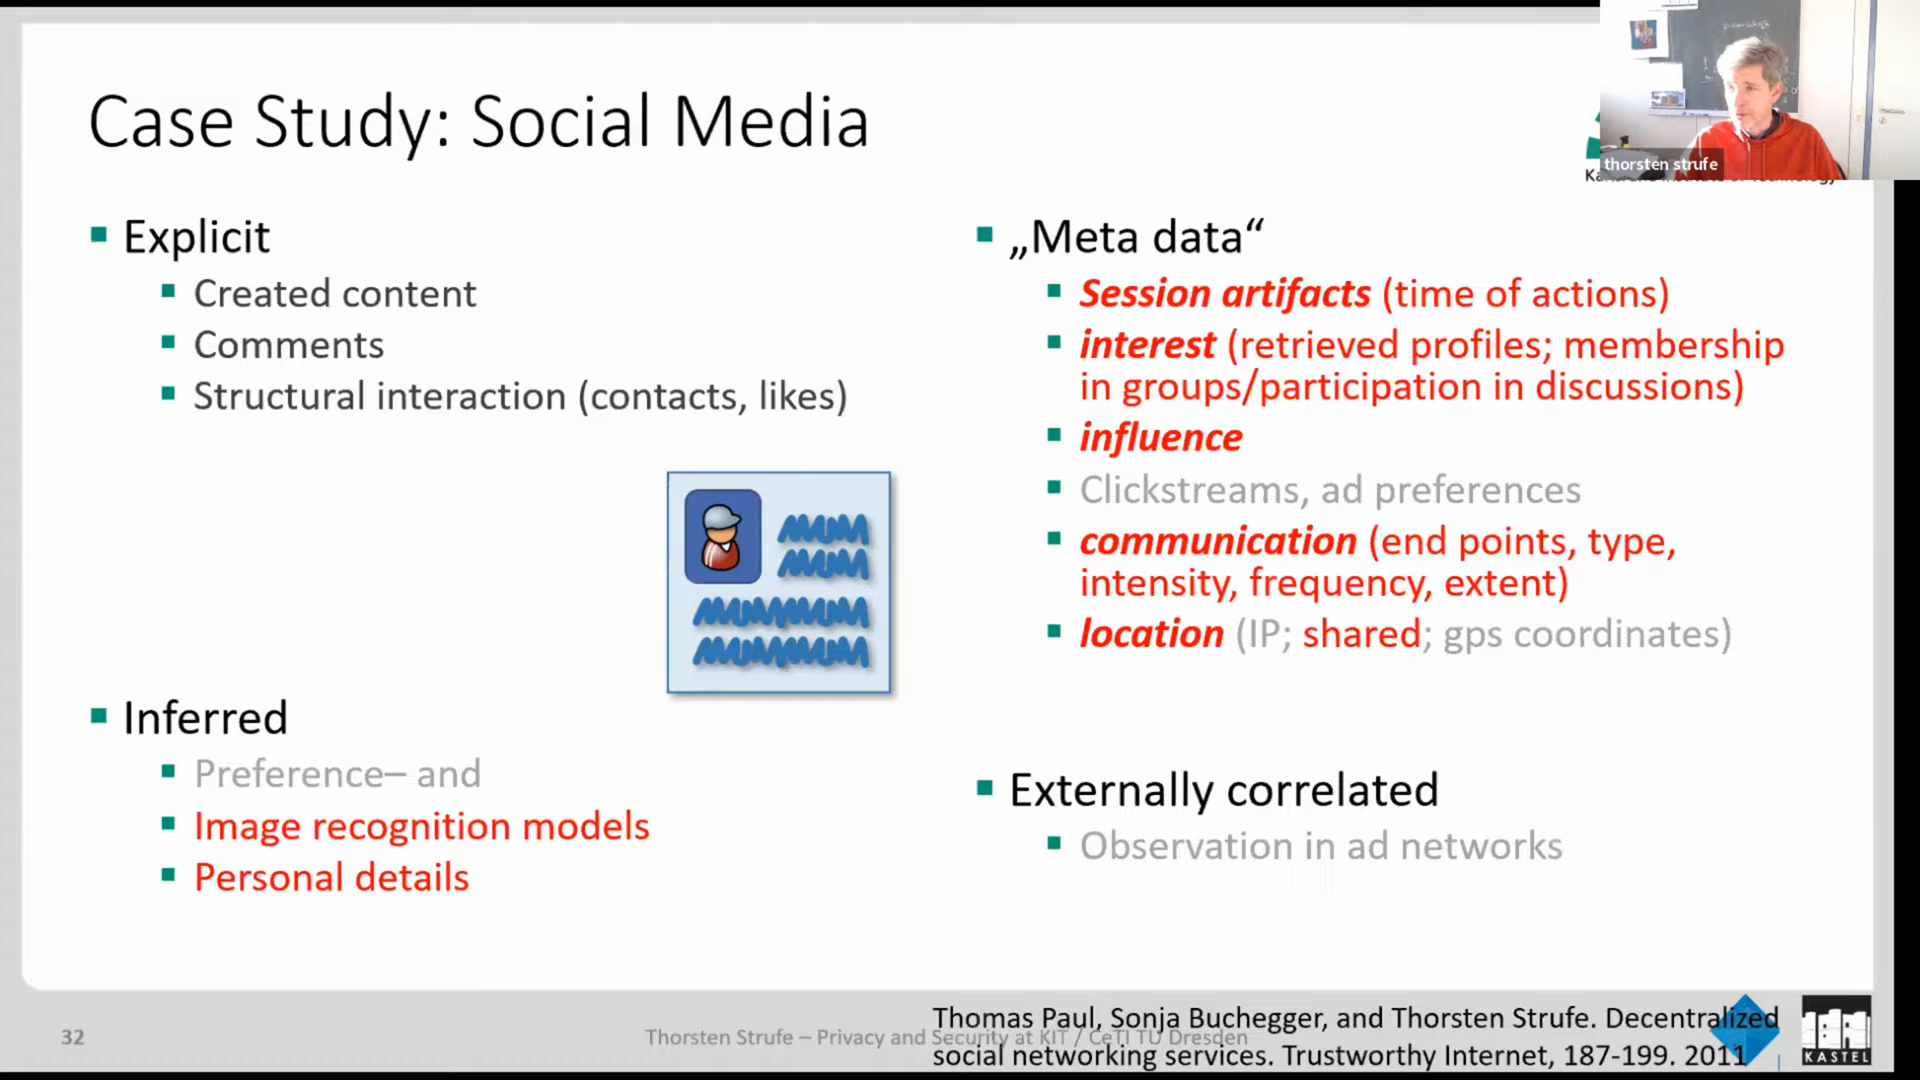 Case Study: Social Media
thorsten strufe
Explicit
Created content
Comments
Structural interaction (contacts, likes)
Inferred
Preference– and
Image recognition models
Personal details
„Meta data“
Session artifacts (time of actions)
interest (retrieved profiles; membership
in groups/participation in discussions)
influence
Clickstreams, ad preferences
communication (end points, type,
intensity, frequency, extent)
location (IP; shared; gps coordinates)
Externally correlated
Observation in ad networks
32
Thorsten Strufe – Privacy and Security at KIT / CeTI TU Dresden
Thomas Paul, Sonja Buchegger, and Thorsten Strufe. Decentralized
social networking services. Trustworthy Internet, 187-199. 2011
KASTEL